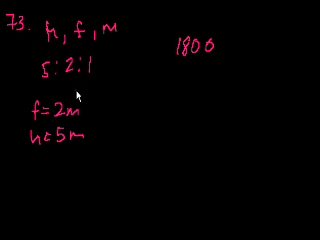 73. h, f, m
1800
5:2:1
f=2m
h=5m